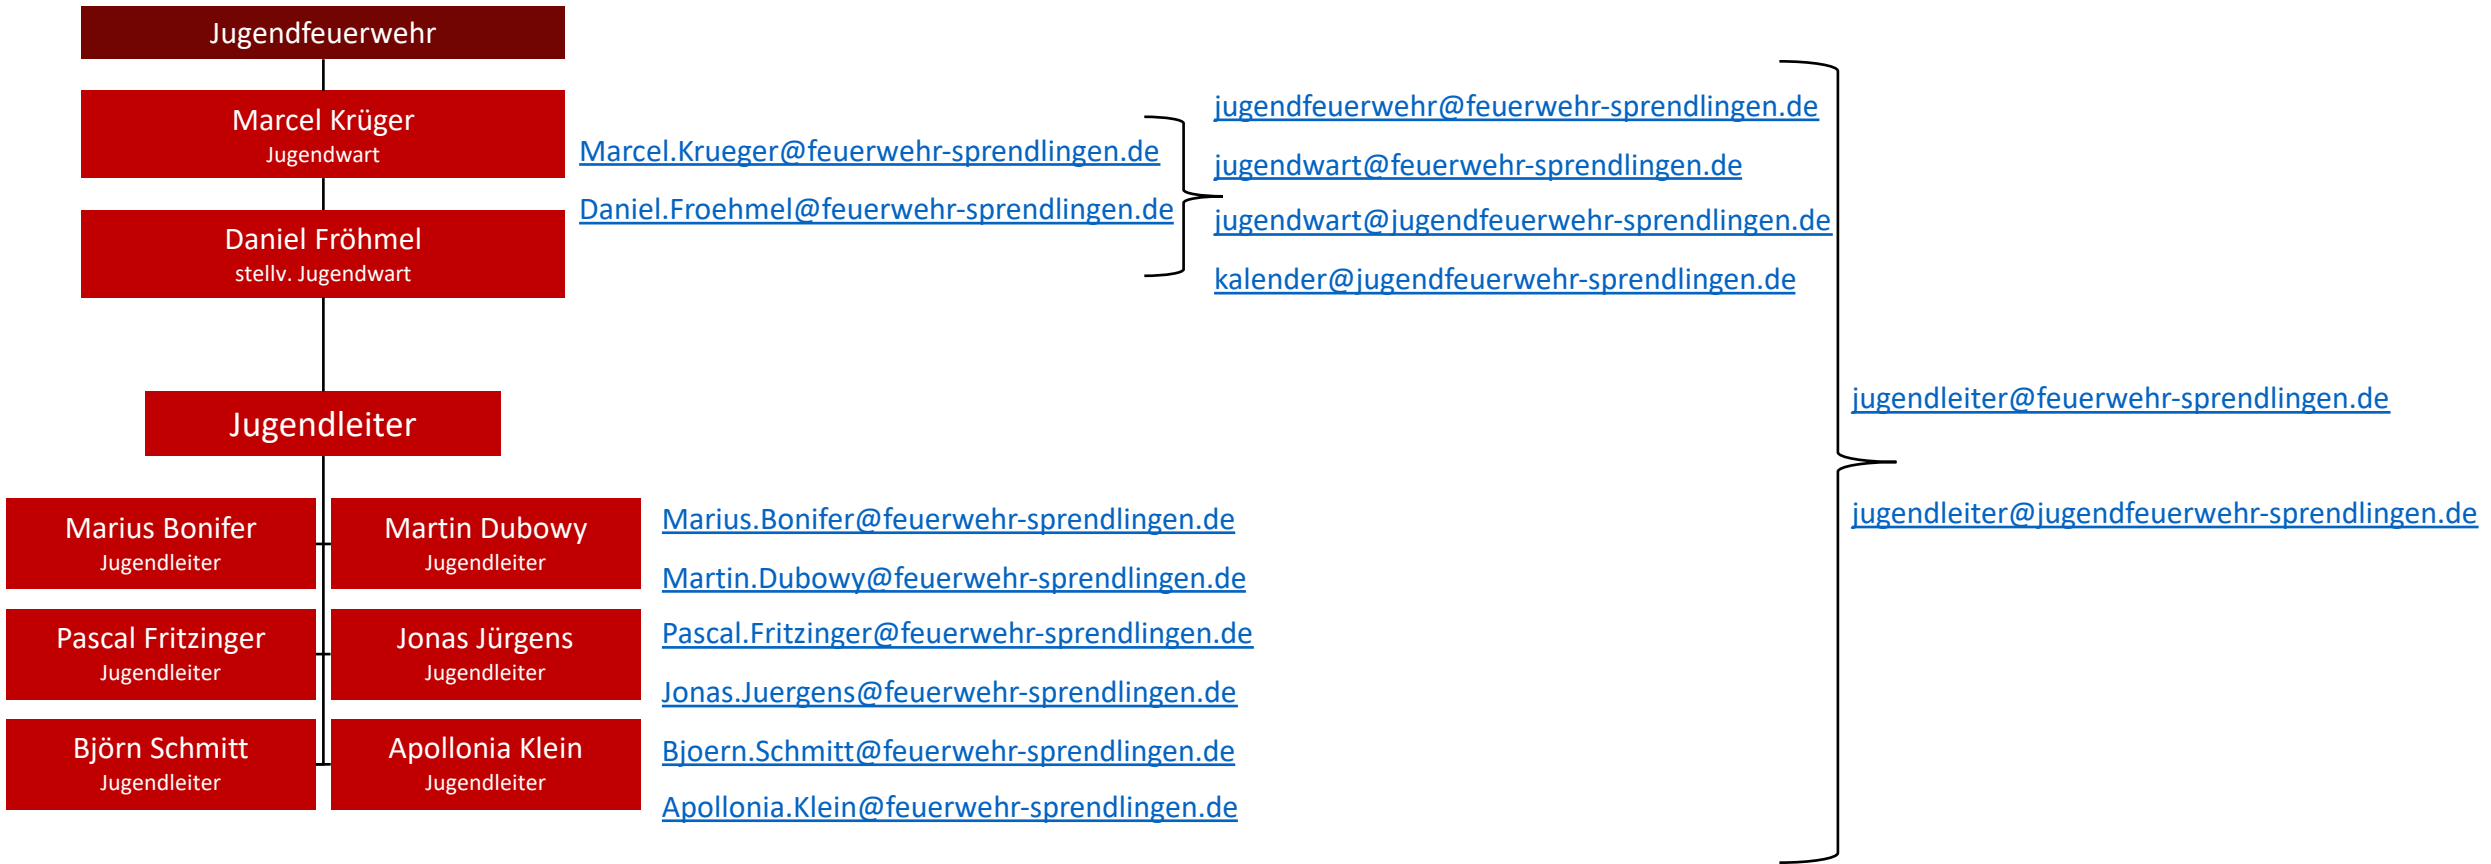 Jugendfeuerwehr
Marcel Krüger
Jugendwart
Daniel Fröhmel
stellv. Jugendwart
Marcel.Krueger@feuerwehr-sprendlingen.de
Daniel.Froehmel@feuerwehr-sprendlingen.de
jugendfeuerwehr@feuerwehr-sprendlingen.de
jugendwart@feuerwehr-sprendlingen.de
jugendwart@jugendfeuerwehr-sprendlingen.de
kalender@jugendfeuerwehr-sprendlingen.de
jugendleiter@feuerwehr-sprendlingen.de
jugendleiter@jugendfeuerwehr-sprendlingen.de
Jugendleiter
Marius Bonifer
Jugendleiter
Martin Dubowy
Jugendleiter
Pascal Fritzinger
Jugendleiter
Jonas Jürgens
Jugendleiter
Björn Schmitt
Jugendleiter
Apollonia Klein
Jugendleiter
Marius.Bonifer@feuerwehr-sprendlingen.de
Martin.Dubowy@feuerwehr-sprendlingen.de
Pascal.Fritzinger@feuerwehr-sprendlingen.de
Jonas.Juergens@feuerwehr-sprendlingen.de
Bjoern.Schmitt@feuerwehr-sprendlingen.de
Apollonia.Klein@feuerwehr-sprendlingen.de